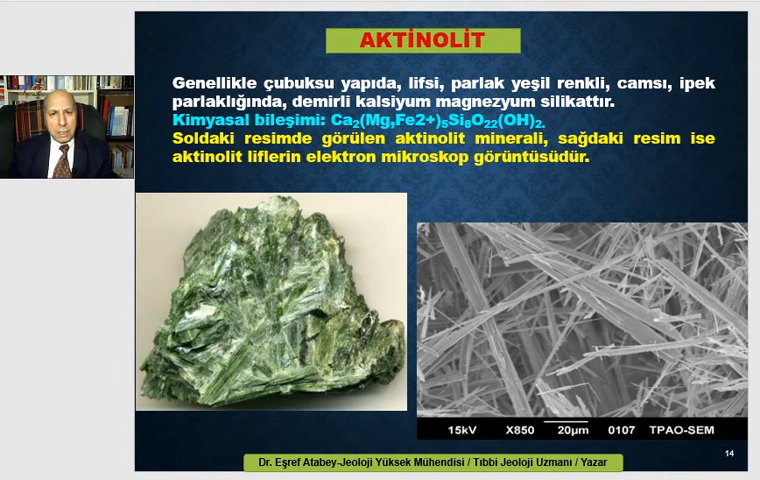 AKTİNOLİT
Genellikle çubuksu yapıda, lifsi, parlak yeşil renkli, camsı, ipek
parlaklığında, demirli kalsiyum magnezyum silikattır.
Kimyasal bileşimi: Ca2(Mg,Fe2+)5Si8O22(OH)2.
Soldaki resimde görülen aktinolit minerali, sağdaki resim ise
aktinolit liflerin elektron mikroskop görüntüsüdür.
15kV X850 20µm 0107 TPAO-SEM
14
Dr. Eşref Atabey-Jeoloji Yüksek Mühendisi / Tıbbi Jeoloji Uzmanı / Yazar